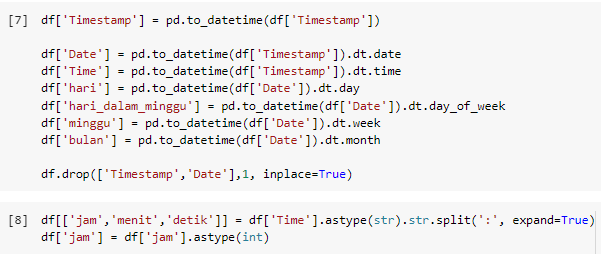 [7] df['Timestamp'] = pd.to_datetime(df['Timestamp'])
df['Date'] = pd.to_datetime(df['Timestamp']).dt.date
df['Time'] = pd.to_datetime(df['Timestamp']).dt.time
df['hari'] = pd.to_datetime(df['Date']).dt.day
df['hari_dalam_minggu'] = pd.to_datetime(df['Date']).dt.day_of_week
df['minggu'] = pd.to_datetime(df['Date']).dt.week
df['bulan'] = pd.to_datetime(df['Date']).dt.month
df.drop(['Timestamp','Date'],1, inplace=True)
[8] df[['jam','menit','detik']] = df['Time'].astype(str).str.split(':', expand=True)
df['jam'] = df['jam'].astype(int)